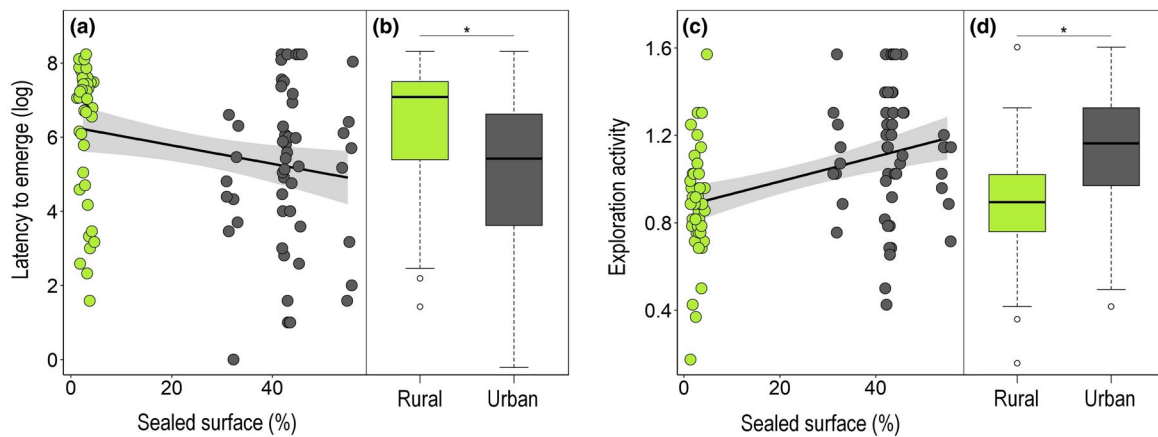 (a)
(b)
*
Latency to emerge (log)
8
6
4
2
0
0
20
40
Sealed surface (%)
Rural
Urban
(c)
(d)
*
Exploration activity
1.6
1.2
0.8
0.4
0
20
40
Sealed surface (%)
Rural
Urban